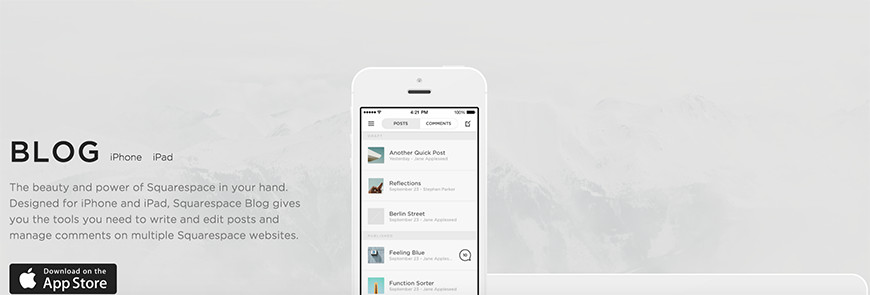 BLOG iPhone iPad
The beauty and power of Squarespace in your hand.
Designed for iPhone and iPad, Squarespace Blog gives
you the tools you need to write and edit posts and
manage comments on multiple Squarespace websites.
Download on the
App Store
4:21 PM 100%
POSTS COMMENTS
DRAFT
Another Quick Post
Yesterday - Jane Appleseed
Reflections
September 23 - Stephen Parker
Berlin Street
September 23 - Jane Appleseed
PUBLISHED
Feeling Blue
September 23 - Jane Apples...
10
Function Sorter
September 23 - Jane Appleseed